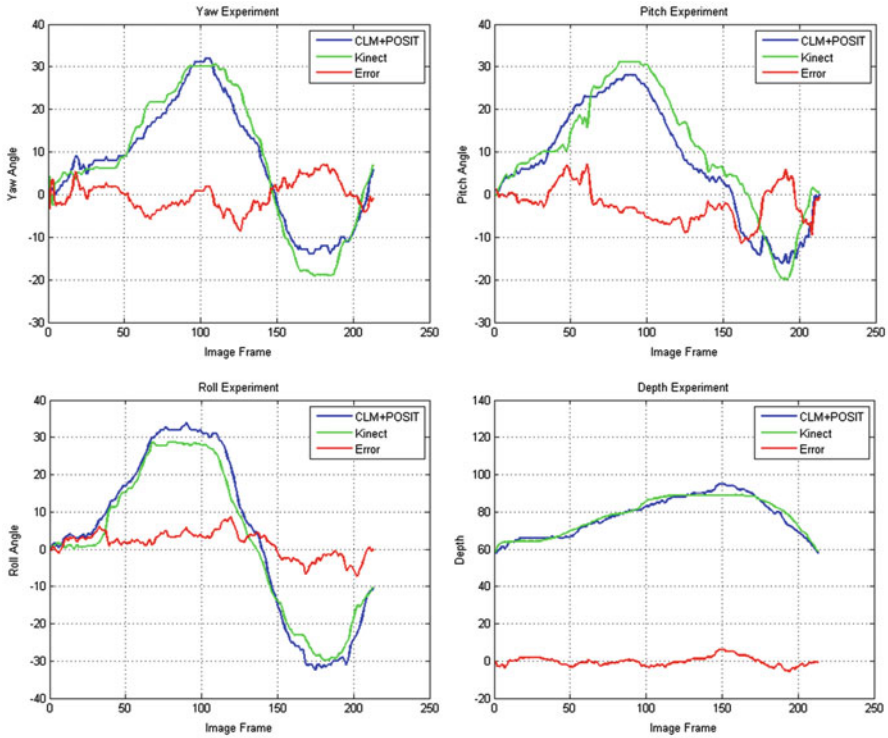 Yaw Experiment
40
30
20
10
0
-10
-20
-30
0
50
100
150
200
250
Yaw Angle
Image Frame
CLM+POSIT
Kinect
Error
Pitch Experiment
40
30
20
10
0
-10
-20
-30
0
50
100
150
200
250
Pitch Angle
Image Frame
CLM+POSIT
Kinect
Error
Roll Experiment
40
30
20
10
0
-10
-20
-30
-40
0
50
100
150
200
250
Roll Angle
Image Frame
CLM+POSIT
Kinect
Error
Depth Experiment
140
120
100
80
60
40
20
0
-20
0
50
100
150
200
250
Depth
Image Frame
CLM+POSIT
Kinect
Error